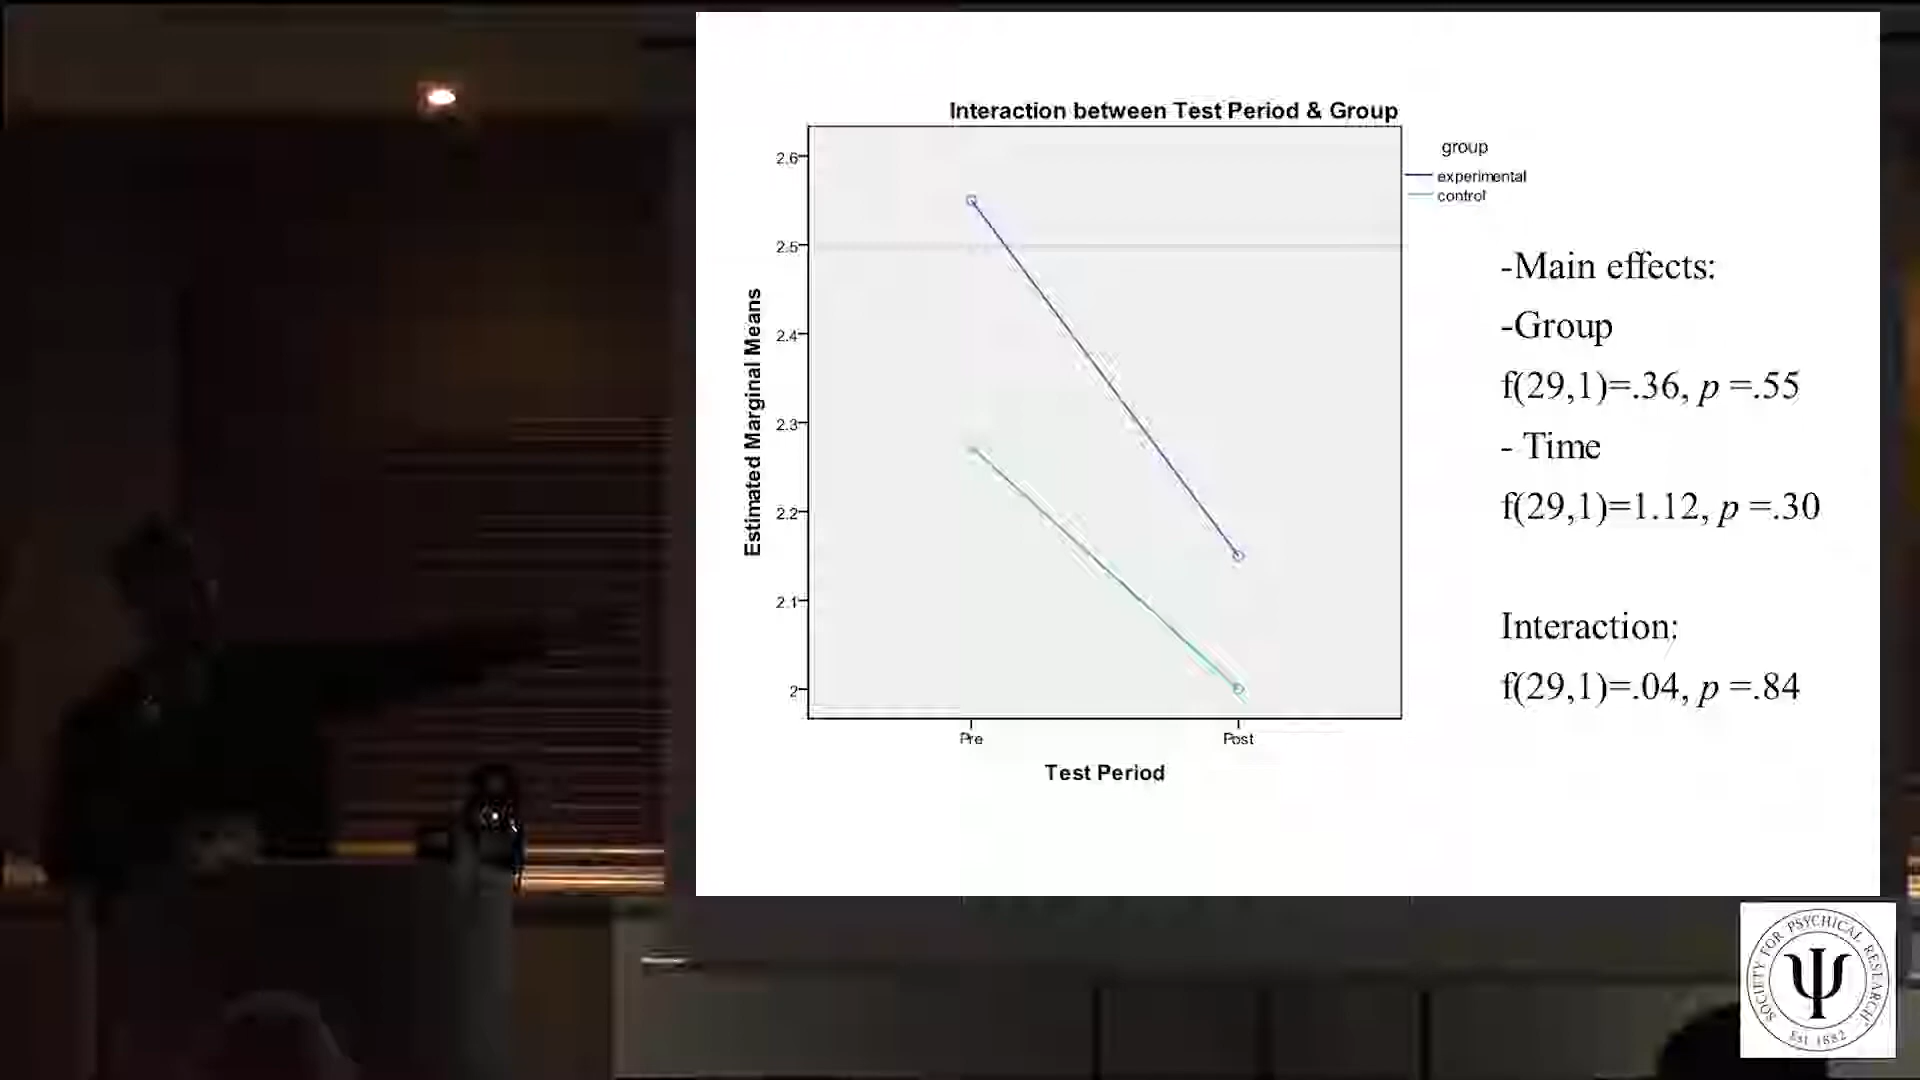 Interaction between Test Period & Group
2.6
2.5
2.4
2.3
2.2
2.1
2
Estimated Marginal Means
Pre
Post
Test Period
group
experimental
control
-Main effects:
-Group
f(29,1)=.36, p =.55
- Time
f(29,1)=1.12, p =.30
Interaction:
f(29,1)=.04, p =.84
SOCIETY FOR PSYCHICAL RESEARCH
Est 1882